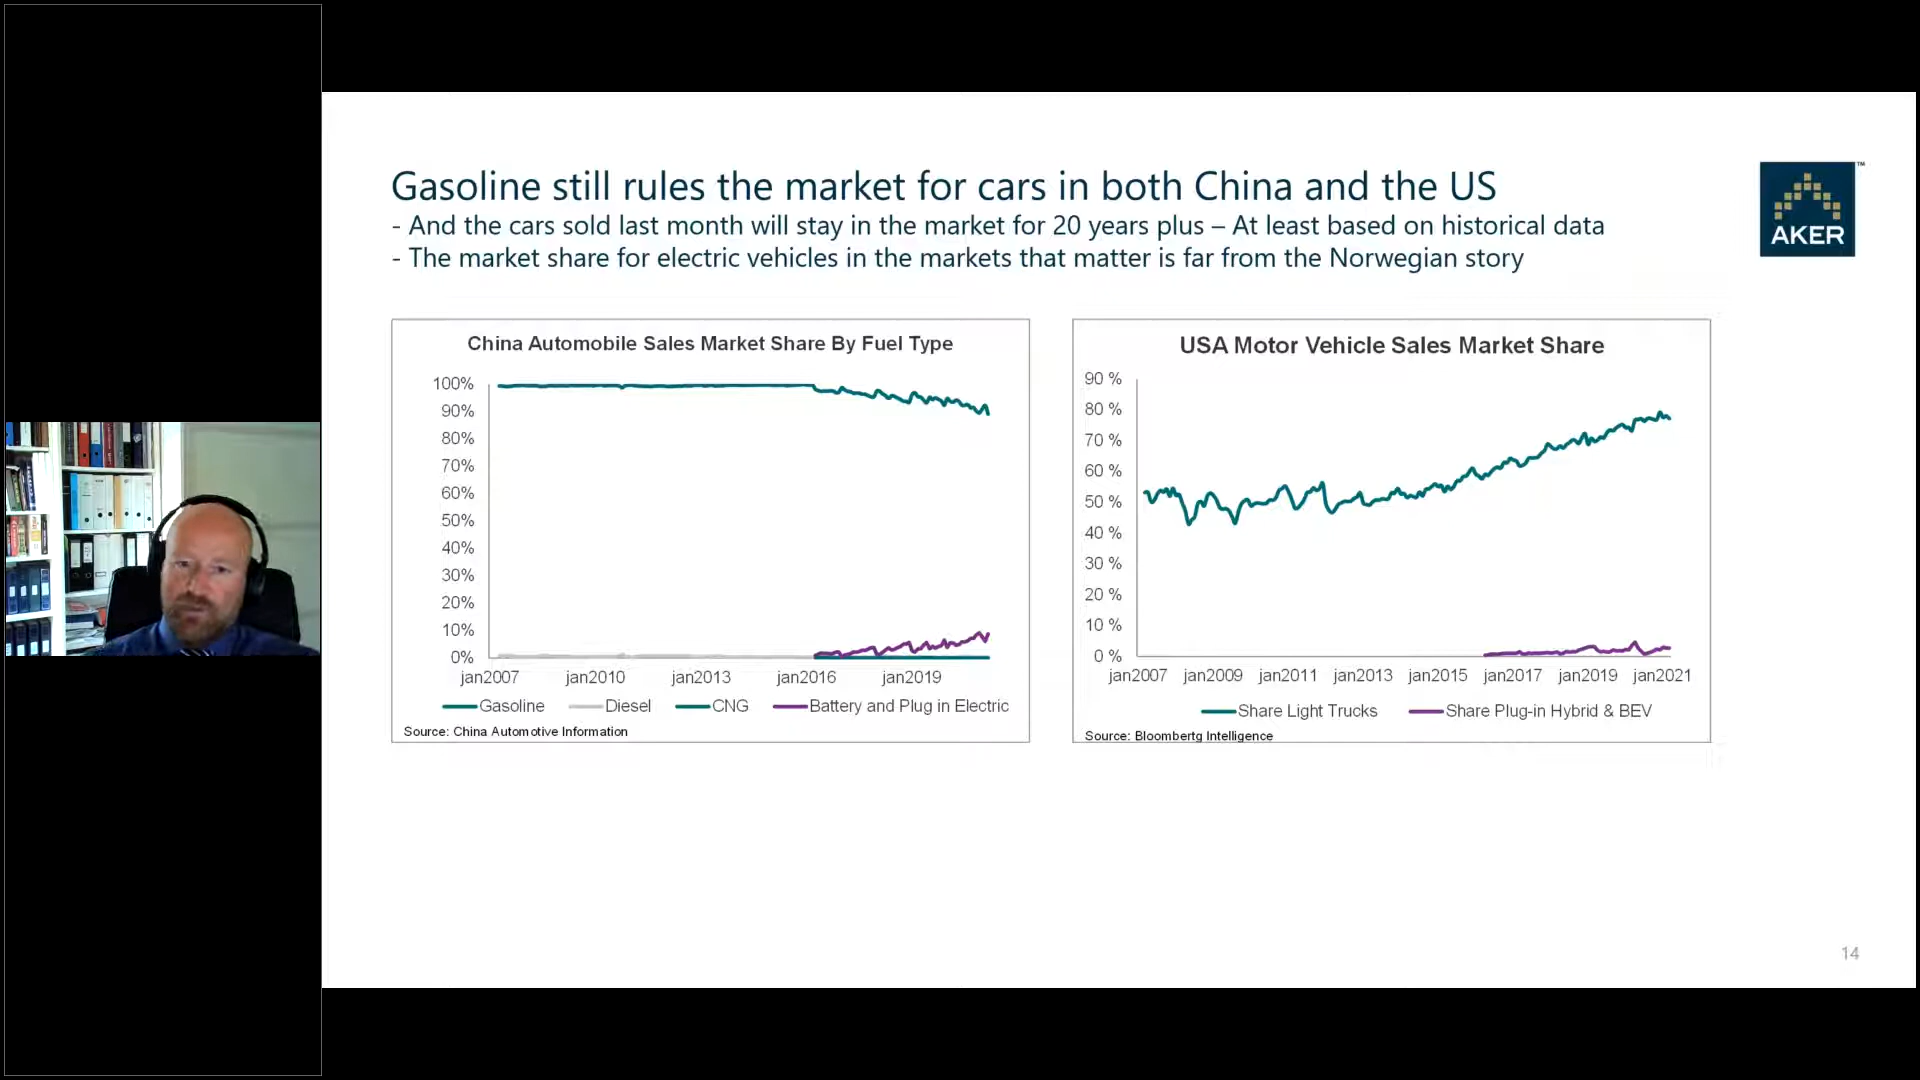 Gasoline still rules the market for cars in both China and the US
- And the cars sold last month will stay in the market for 20 years plus – At least based on historical data
- The market share for electric vehicles in the markets that matter is far from the Norwegian story
AKER
TM
China Automobile Sales Market Share By Fuel Type
100%
90%
80%
70%
60%
50%
40%
30%
20%
10%
0%
jan2007 jan2010 jan2013 jan2016 jan2019
Gasoline Diesel CNG Battery and Plug in Electric
Source: China Automotive Information
USA Motor Vehicle Sales Market Share
90 %
80 %
70 %
60 %
50 %
40 %
30 %
20 %
10 %
0 %
jan2007 jan2009 jan2011 jan2013 jan2015 jan2017 jan2019 jan2021
Share Light Trucks Share Plug-in Hybrid & BEV
Source: Bloombertg Intelligence
14